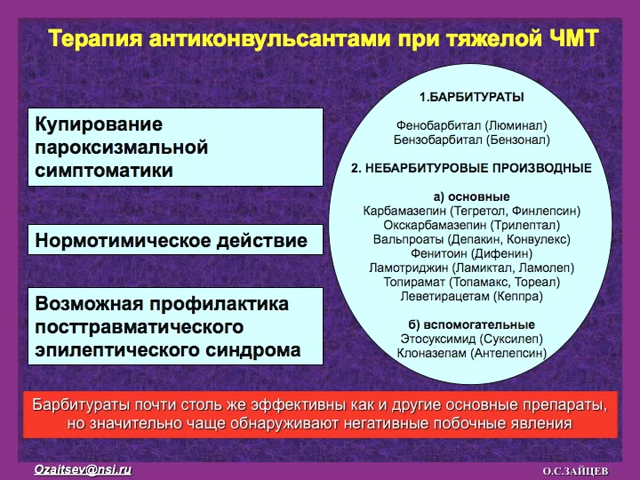 Терапия антиконвульсантами при тяжелой ЧМТ
Купирование
пароксизмальной
симптоматики
Нормотимическое действие
Возможная профилактика
посттравматического
эпилептического синдрома
1.БАРБИТУРАТЫ
Фенобарбитал (Люминал)
Бензобарбитал (Бензонал)
2. НЕБАРБИТУРОВЫЕ ПРОИЗВОДНЫЕ
а) основные
Карбамазепин (Тегретол, Финлепсин)
Окскарбамазепин (Трилептал)
Вальпроаты (Депакин, Конвулекс)
Фенитоин (Дифенин)
Ламотриджин (Ламиктал, Ламолеп)
Топирамат (Топамакс, Тореал)
Леветирацетам (Кеппра)
б) вспомогательные
Этосуксимид (Суксилеп)
Клоназепам (Антелепсин)
Барбитураты почти столь же эффективны как и другие основные препараты,
но значительно чаще обнаруживают негативные побочные явления
Ozaitsev@nsi.ru
О.С.ЗАЙЦЕВ